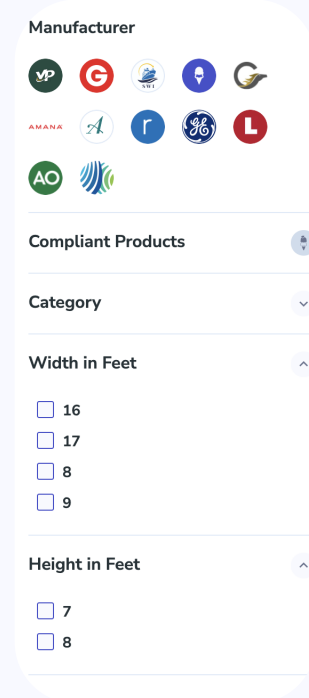 Manufacturer
VP G SWI G
AMANA A r GE L
AO
Compliant Products
Category
Width in Feet
16
17
8
9
Height in Feet
7
8